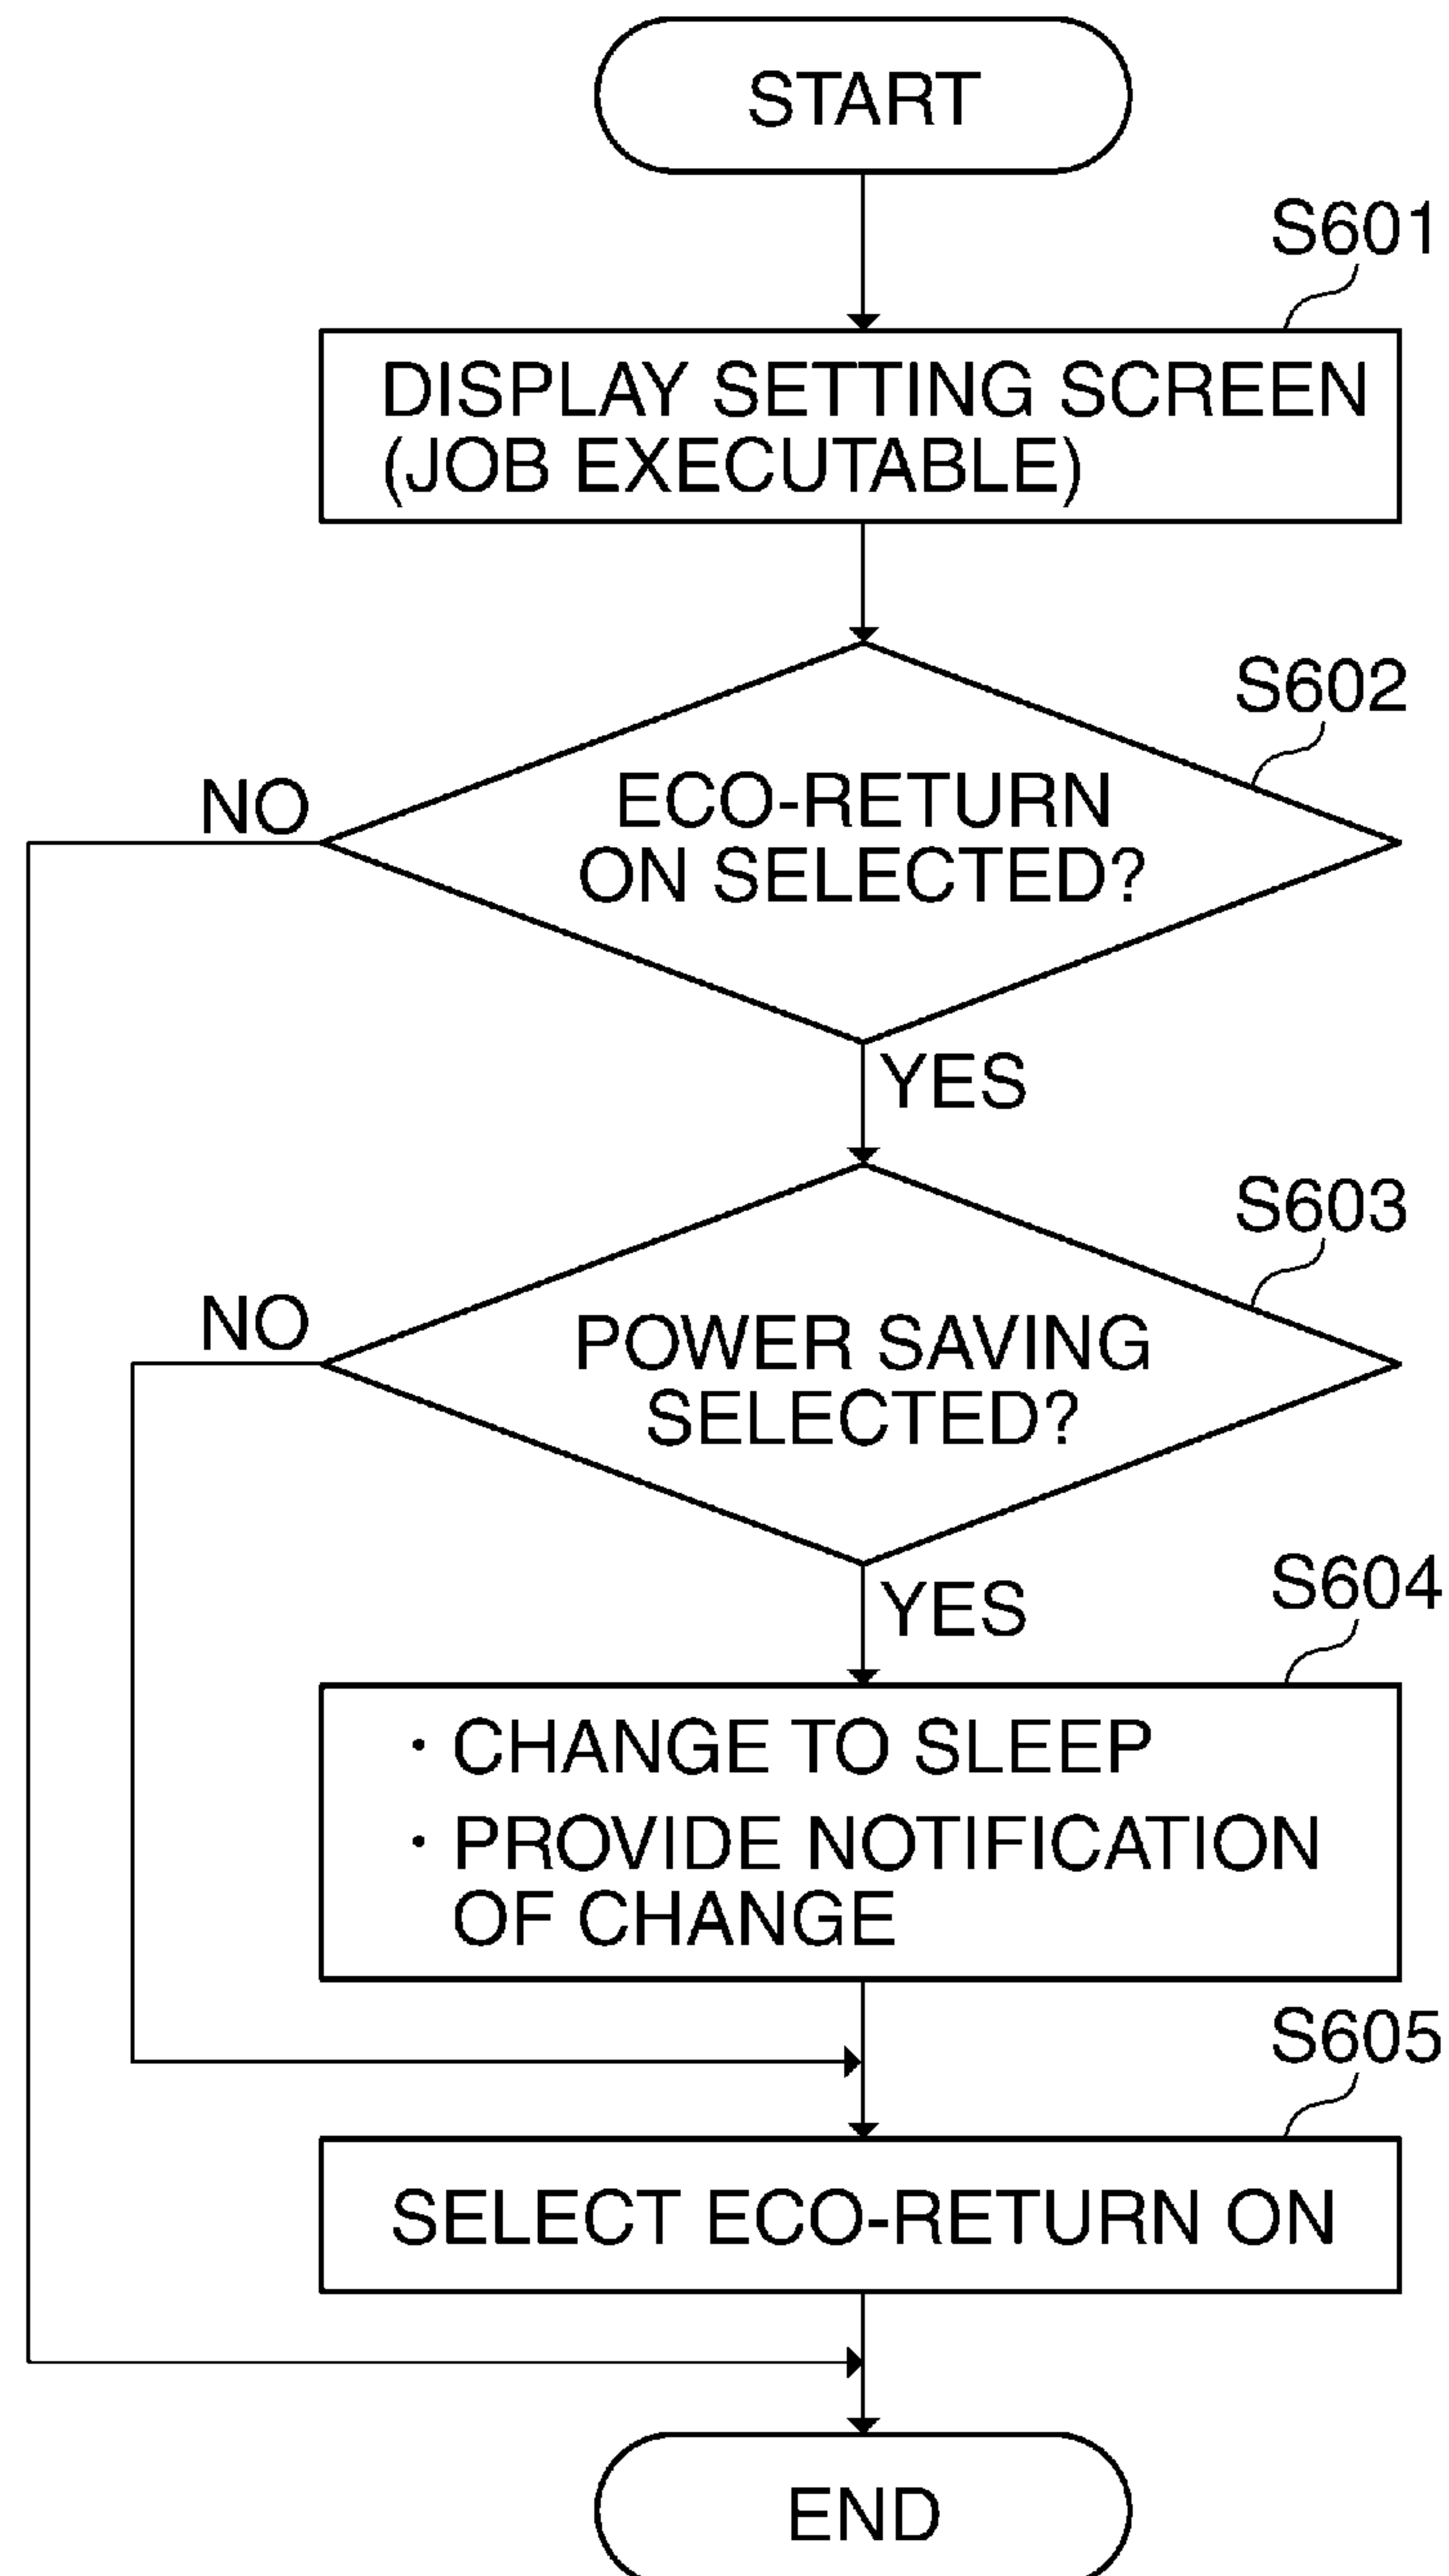 START
S601
DISPLAY SETTING SCREEN
(JOB EXECUTABLE)
S602
NO
ECO-RETURN
ON SELECTED?
YES
S603
NO
POWER SAVING
SELECTED?
YES
S604
· CHANGE TO SLEEP
· PROVIDE NOTIFICATION
OF CHANGE
S605
SELECT ECO-RETURN ON
END